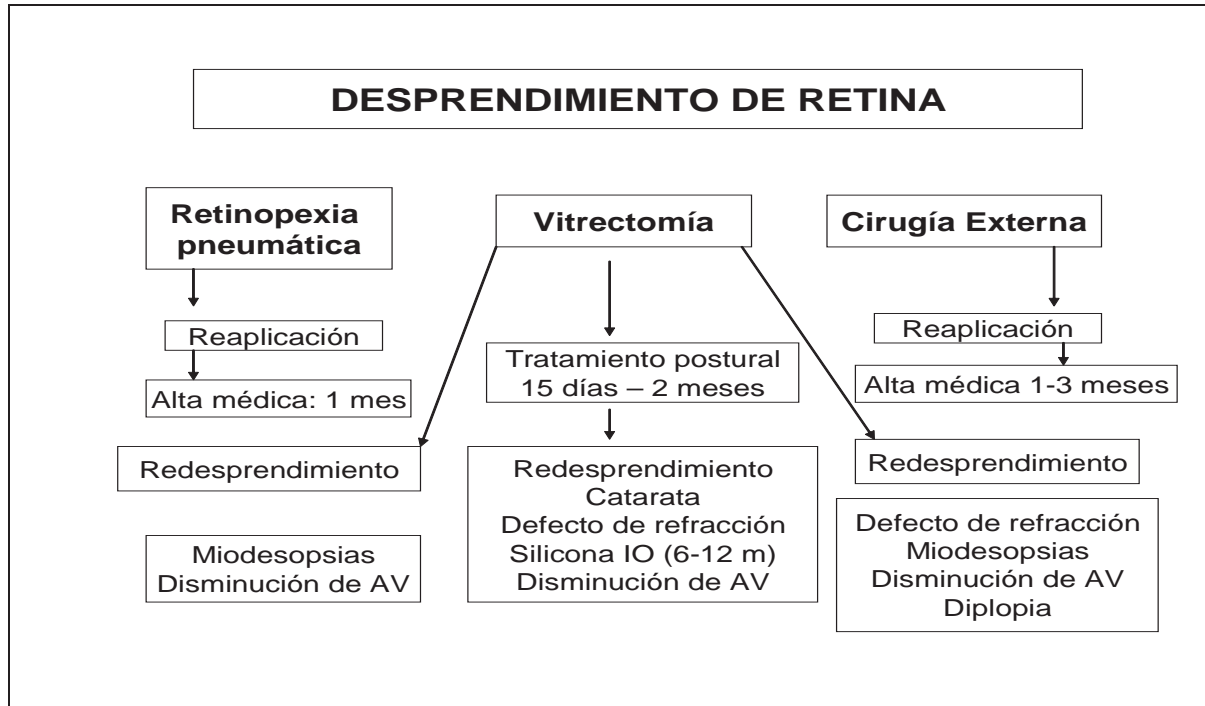 DESPRENDIMIENTO DE RETINA
Retinopexia
pneumática
Reaplicación
Alta médica: 1 mes
Redesprendimiento
Miodesopsias
Disminución de AV
Vitrectomía
Tratamiento postural
15 días – 2 meses
Redesprendimiento
Catarata
Defecto de refracción
Silicona IO (6-12 m)
Disminución de AV
Cirugía Externa
Reaplicación
Alta médica 1-3 meses
Redesprendimiento
Defecto de refracción
Miodesopsias
Disminución de AV
Diplopia